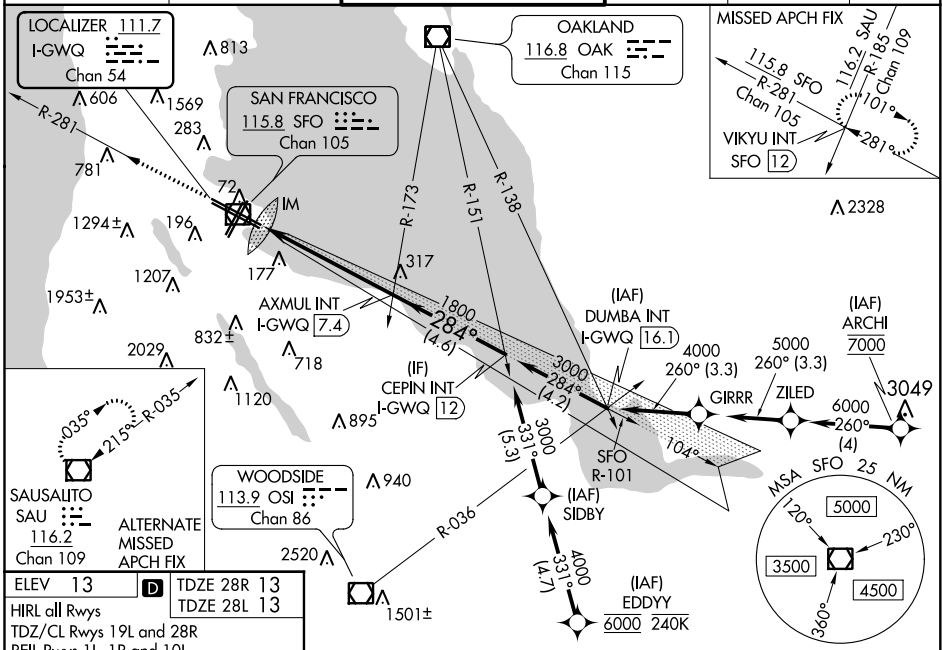 LOCALIZER 111.7
I-GWQ
Chan 54
813
OAKLAND
116.8 OAK
Chan 115
MISSED APCH FIX
115.8 SFO
R-281
Chan 105
116.2 SAU
R-185
Chan 109
101°
281°
VIKYU INT
SFO 12
R-281
606
1569
283
781
SAN FRANCISCO
115.8 SFO
Chan 105
72
IM
R-173
R-151
R-138
2328
1294±
196
177
317
1207
1953±
AXMUL INT
I-GWQ 7.4
1800
284°
(4.6)
(IAF)
DUMBA INT
I-GWQ 16.1
(IAF)
ARCHI
7000
832±
718
2029
1120
(IF)
CEPIN INT
I-GWQ 12
3000
284°
(4.2)
4000
260° (3.3)
GIRRR
5000
260° (3.3)
ZILED
6000
260°
(4)
3049
895
3000
331°
(5.3)
SFO
R-101
104°
035°
215°
R-035
SAUSALITO
SAU
116.2
Chan 109
ALTERNATE
MISSED
APCH FIX
WOODSIDE
113.9 OSI
Chan 86
940
R-036
(IAF)
SIDBY
2520
1501±
4000
331°
(4.7)
(IAF)
EDDYY
6000 240K
MSA SFO 25 NM
120°
5000
230°
3500
4500
360°
ELEV 13
D
TDZE 28R 13
TDZE 28L 13
HIRL all Rwys
TDZ/CL Rwys 19L and 28R
REIL Rwys 1L, 1R and 10L